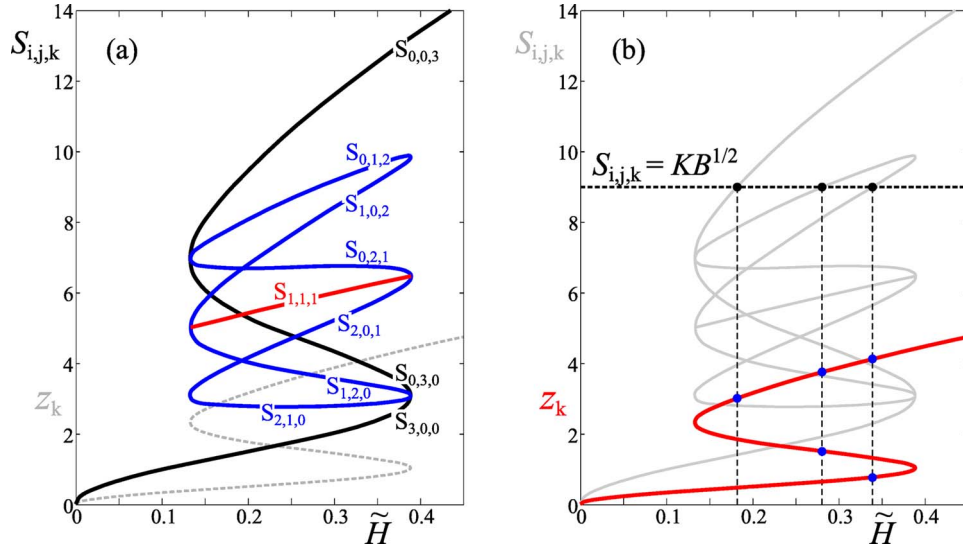 (a)
S_{i,j,k}
14
12
10
8
6
4
2
0
z_k
S_{0,0,3}
S_{0,1,2}
S_{1,0,2}
S_{0,2,1}
S_{1,1,1}
S_{2,0,1}
S_{0,3,0}
S_{1,2,0}
S_{2,1,0}
S_{3,0,0}
0 0.1 0.2 0.3 0.4
H̃
(b)
S_{i,j,k}
14
12
10
8
6
4
2
0
S_{i,j,k} = KB^{1/2}
z_k
0 0.1 0.2 0.3 0.4
H̃